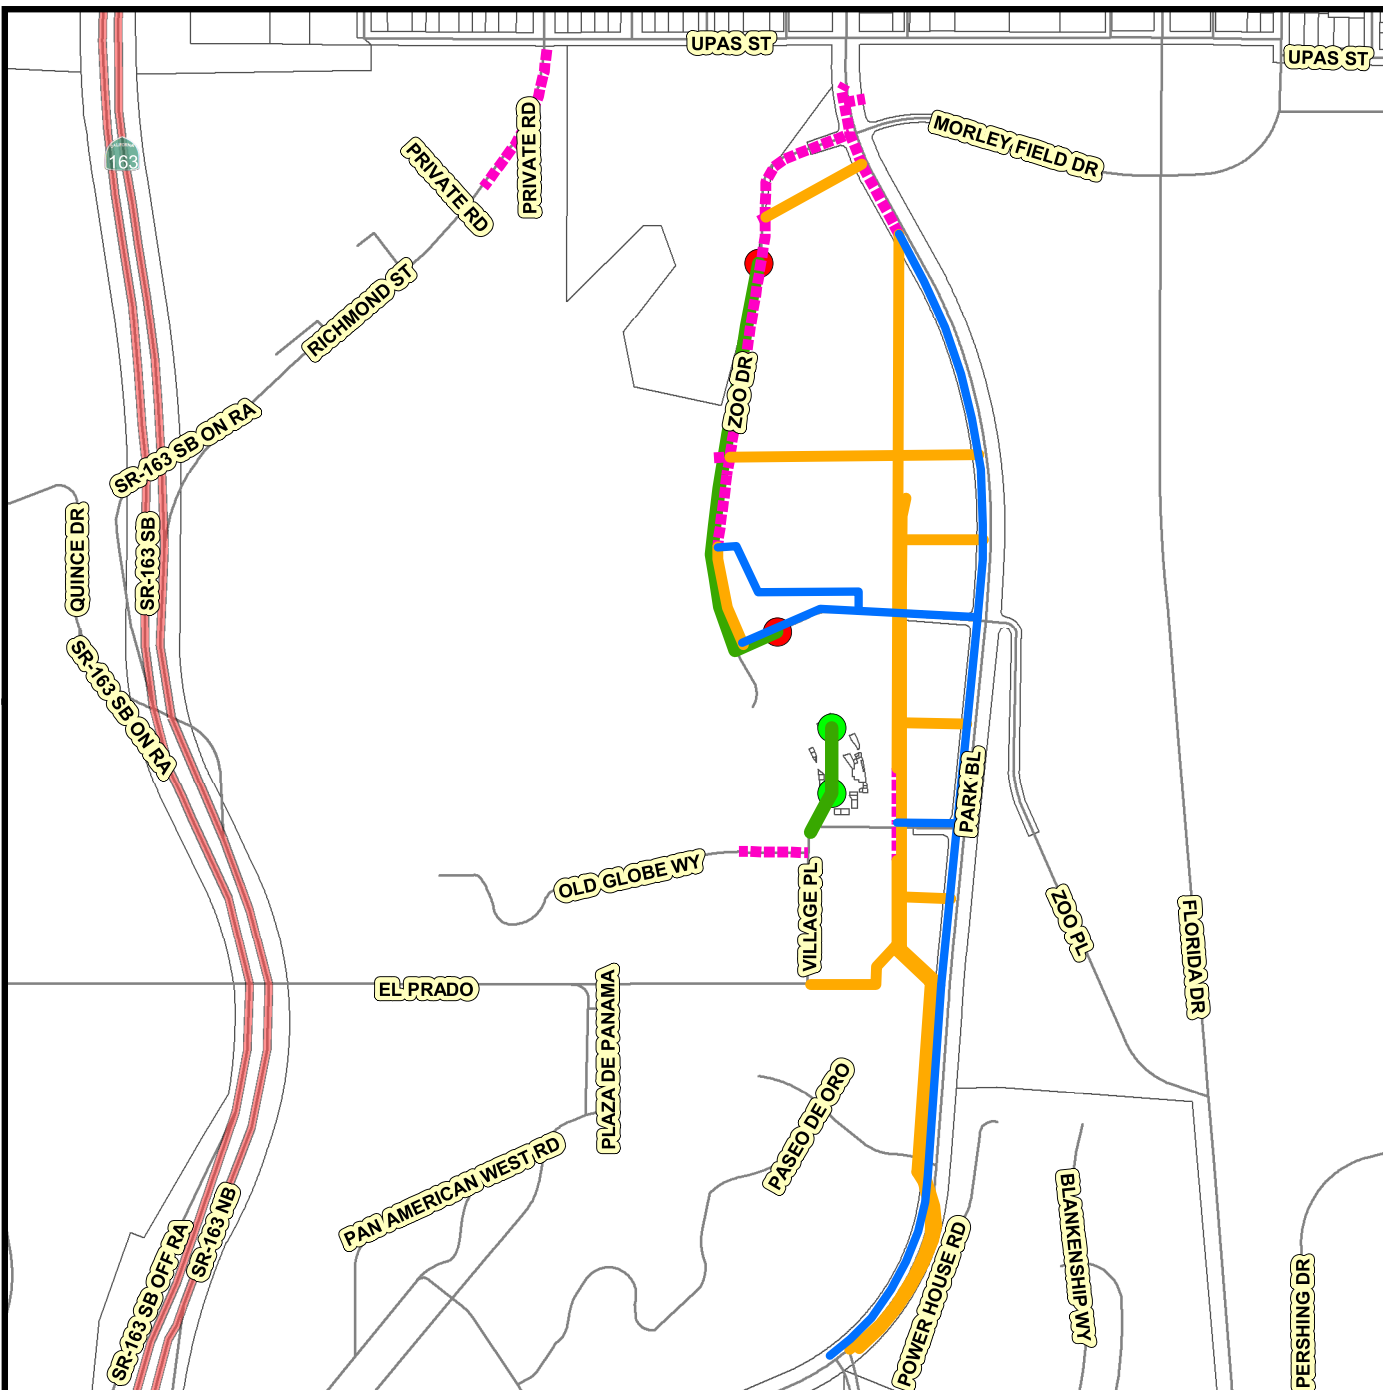 UPAS ST
UPAS ST
163
PRIVATE RD
PRIVATE RD
MORLEY FIELD DR
RICHMOND ST
ZOO DR
SR-163 SB ON RA
QUINCE DR
SR-163 SB
SR-163 SB ON RA
PARK BL
OLD GLOBE WY
VILLAGE PL
ZOO PL
FLORIDA DR
EL PRADO
PLAZA DE PANAMA
PASEO DE ORO
PAN AMERICAN WEST RD
BLANKENSHIP WY
SR-163 NB
SR-163 SB OFF RA
POWER HOUSE RD
PERSHING DR